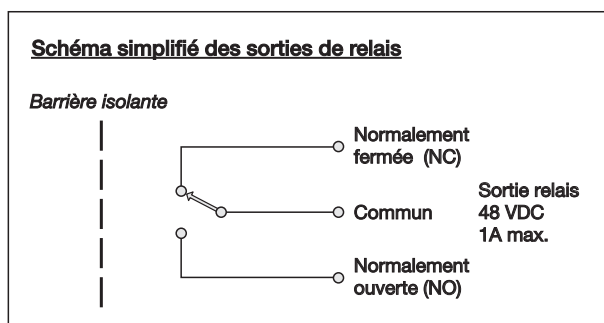 Schéma simplifié des sorties de relais
Barrière isolante
Normalement
fermée (NC)
Commun
Sortie relais
48 VDC
1A max.
Normalement
ouverte (NO)